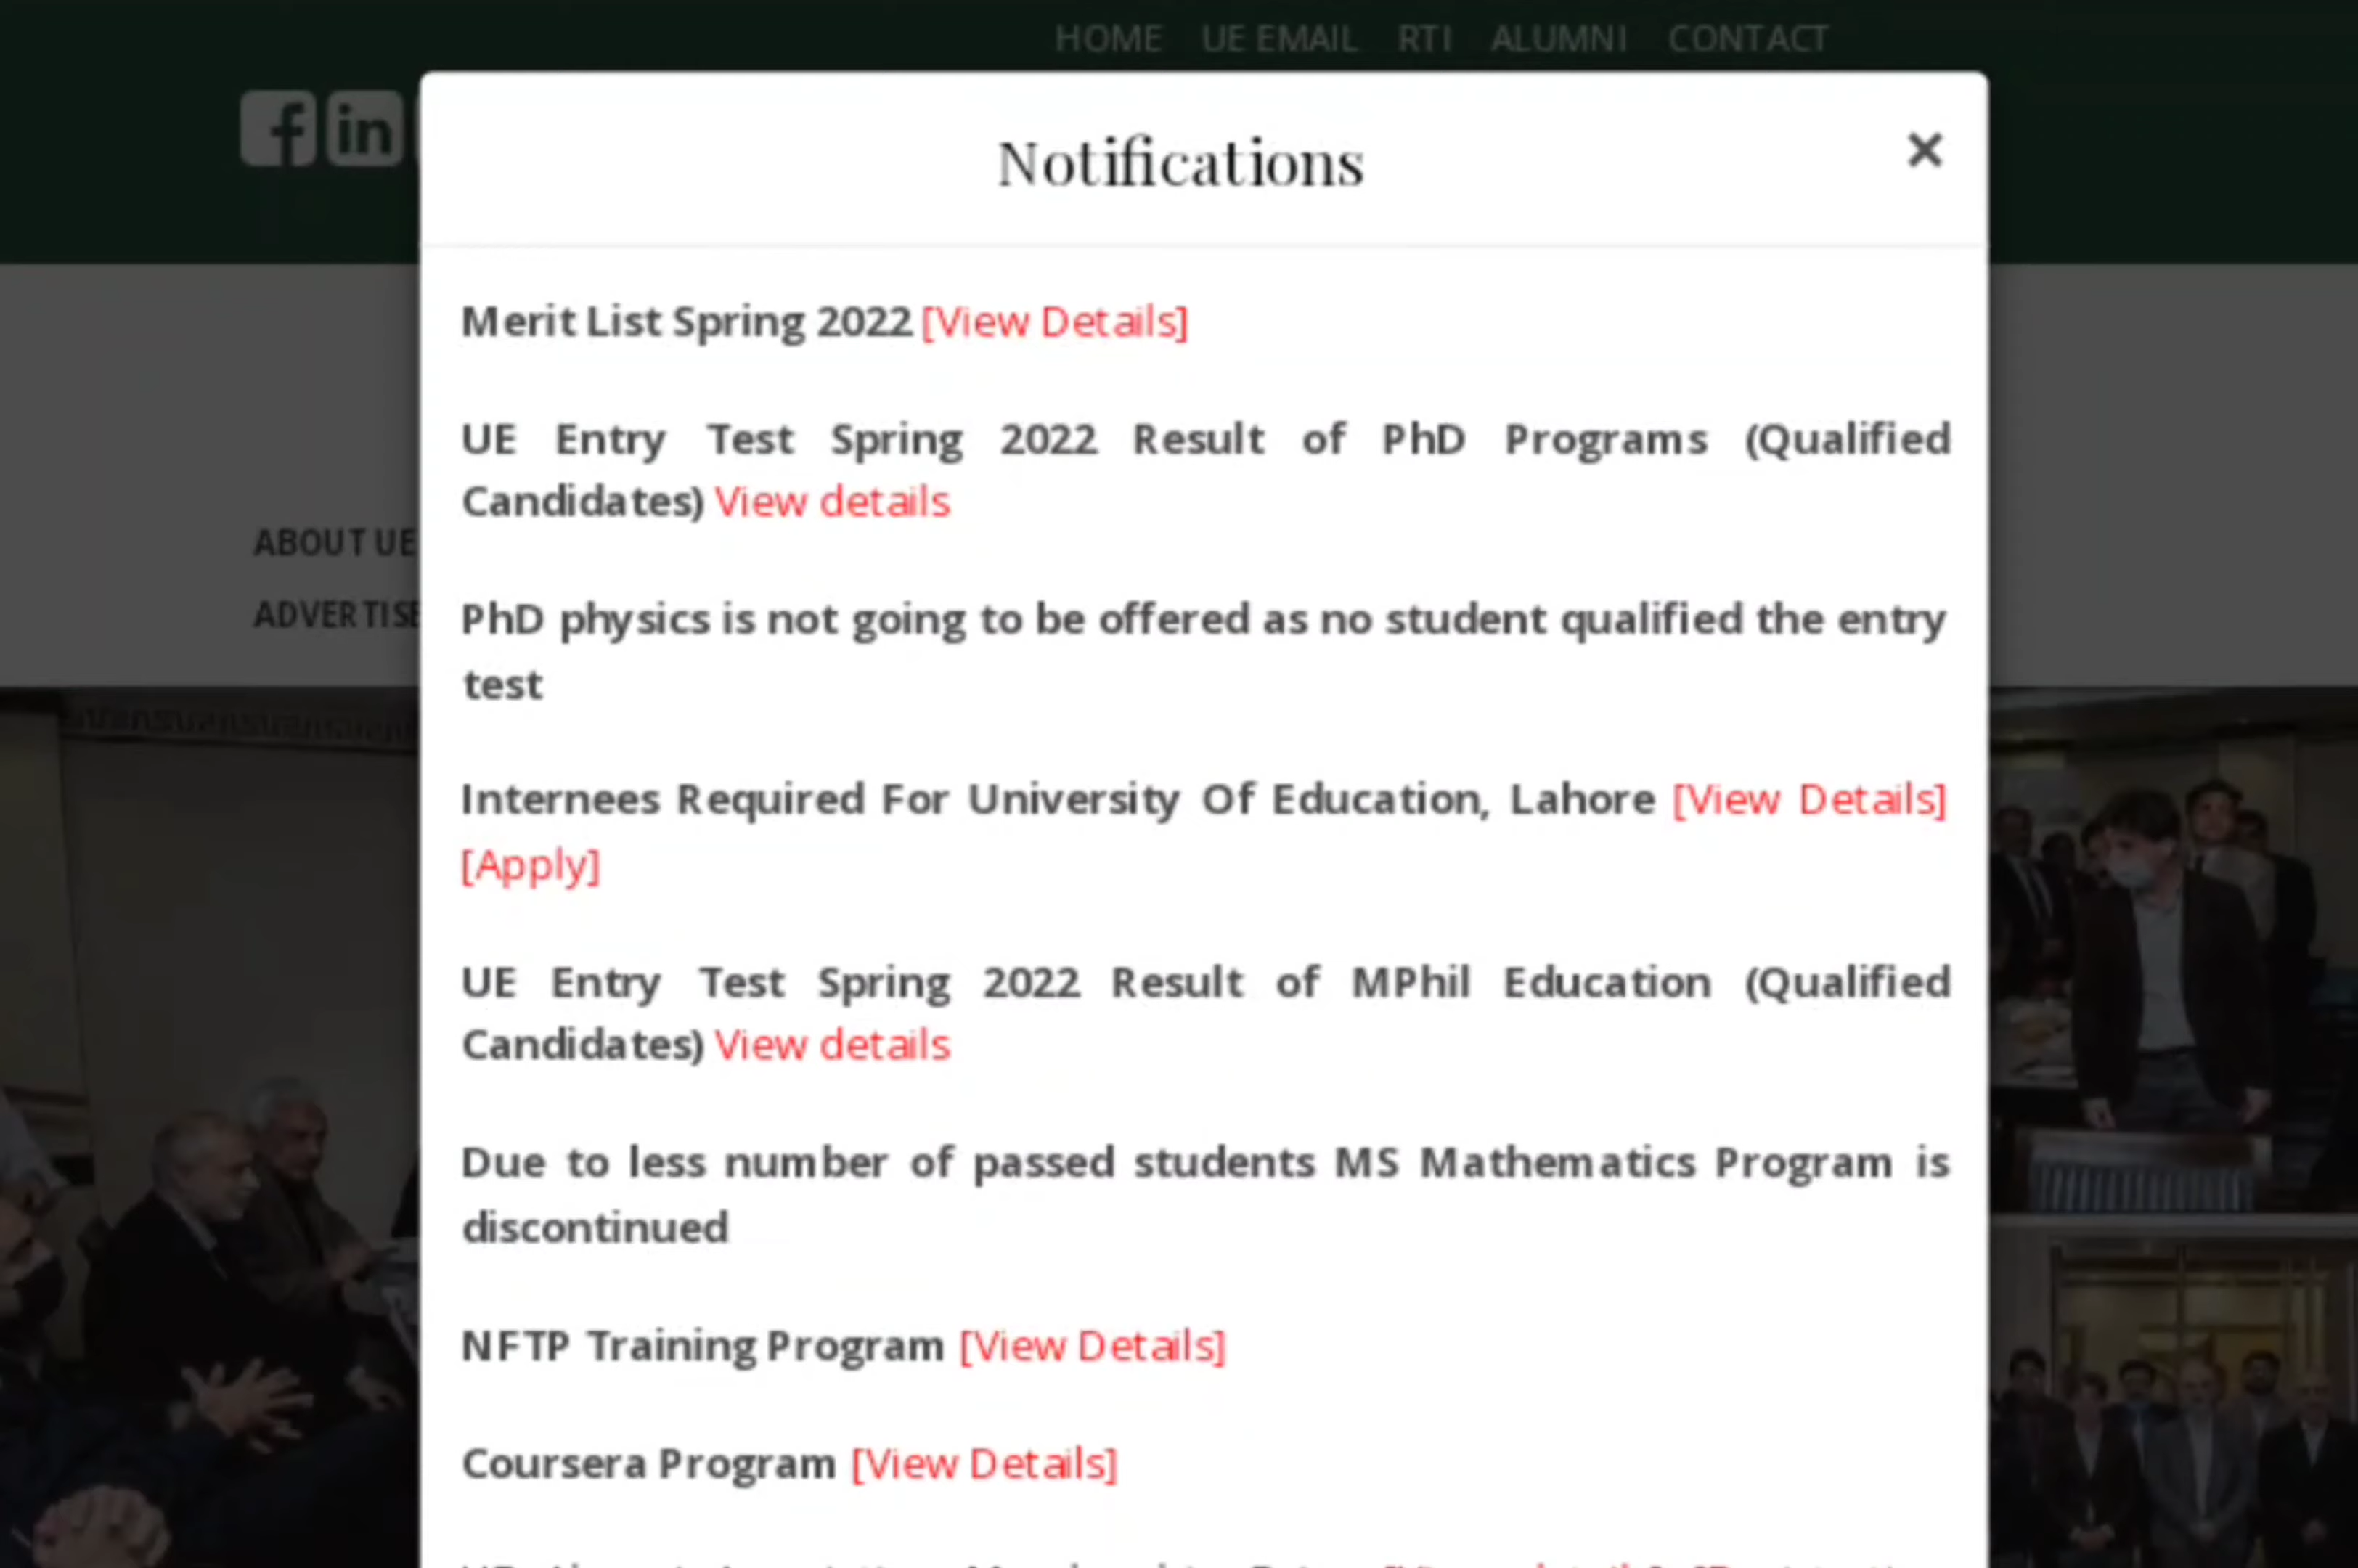 HOME UE EMAIL RTI ALUMNI CONTACT
f in
Notifications ×
Merit List Spring 2022 [View Details]
UE Entry Test Spring 2022 Result of PhD Programs (Qualified
Candidates) View details
ABOUT UE
ADVERTISE
PhD physics is not going to be offered as no student qualified the entry
test
Internees Required For University Of Education, Lahore [View Details]
[Apply]
UE Entry Test Spring 2022 Result of MPhil Education (Qualified
Candidates) View details
Due to less number of passed students MS Mathematics Program is
discontinued
NFTP Training Program [View Details]
Coursera Program [View Details]